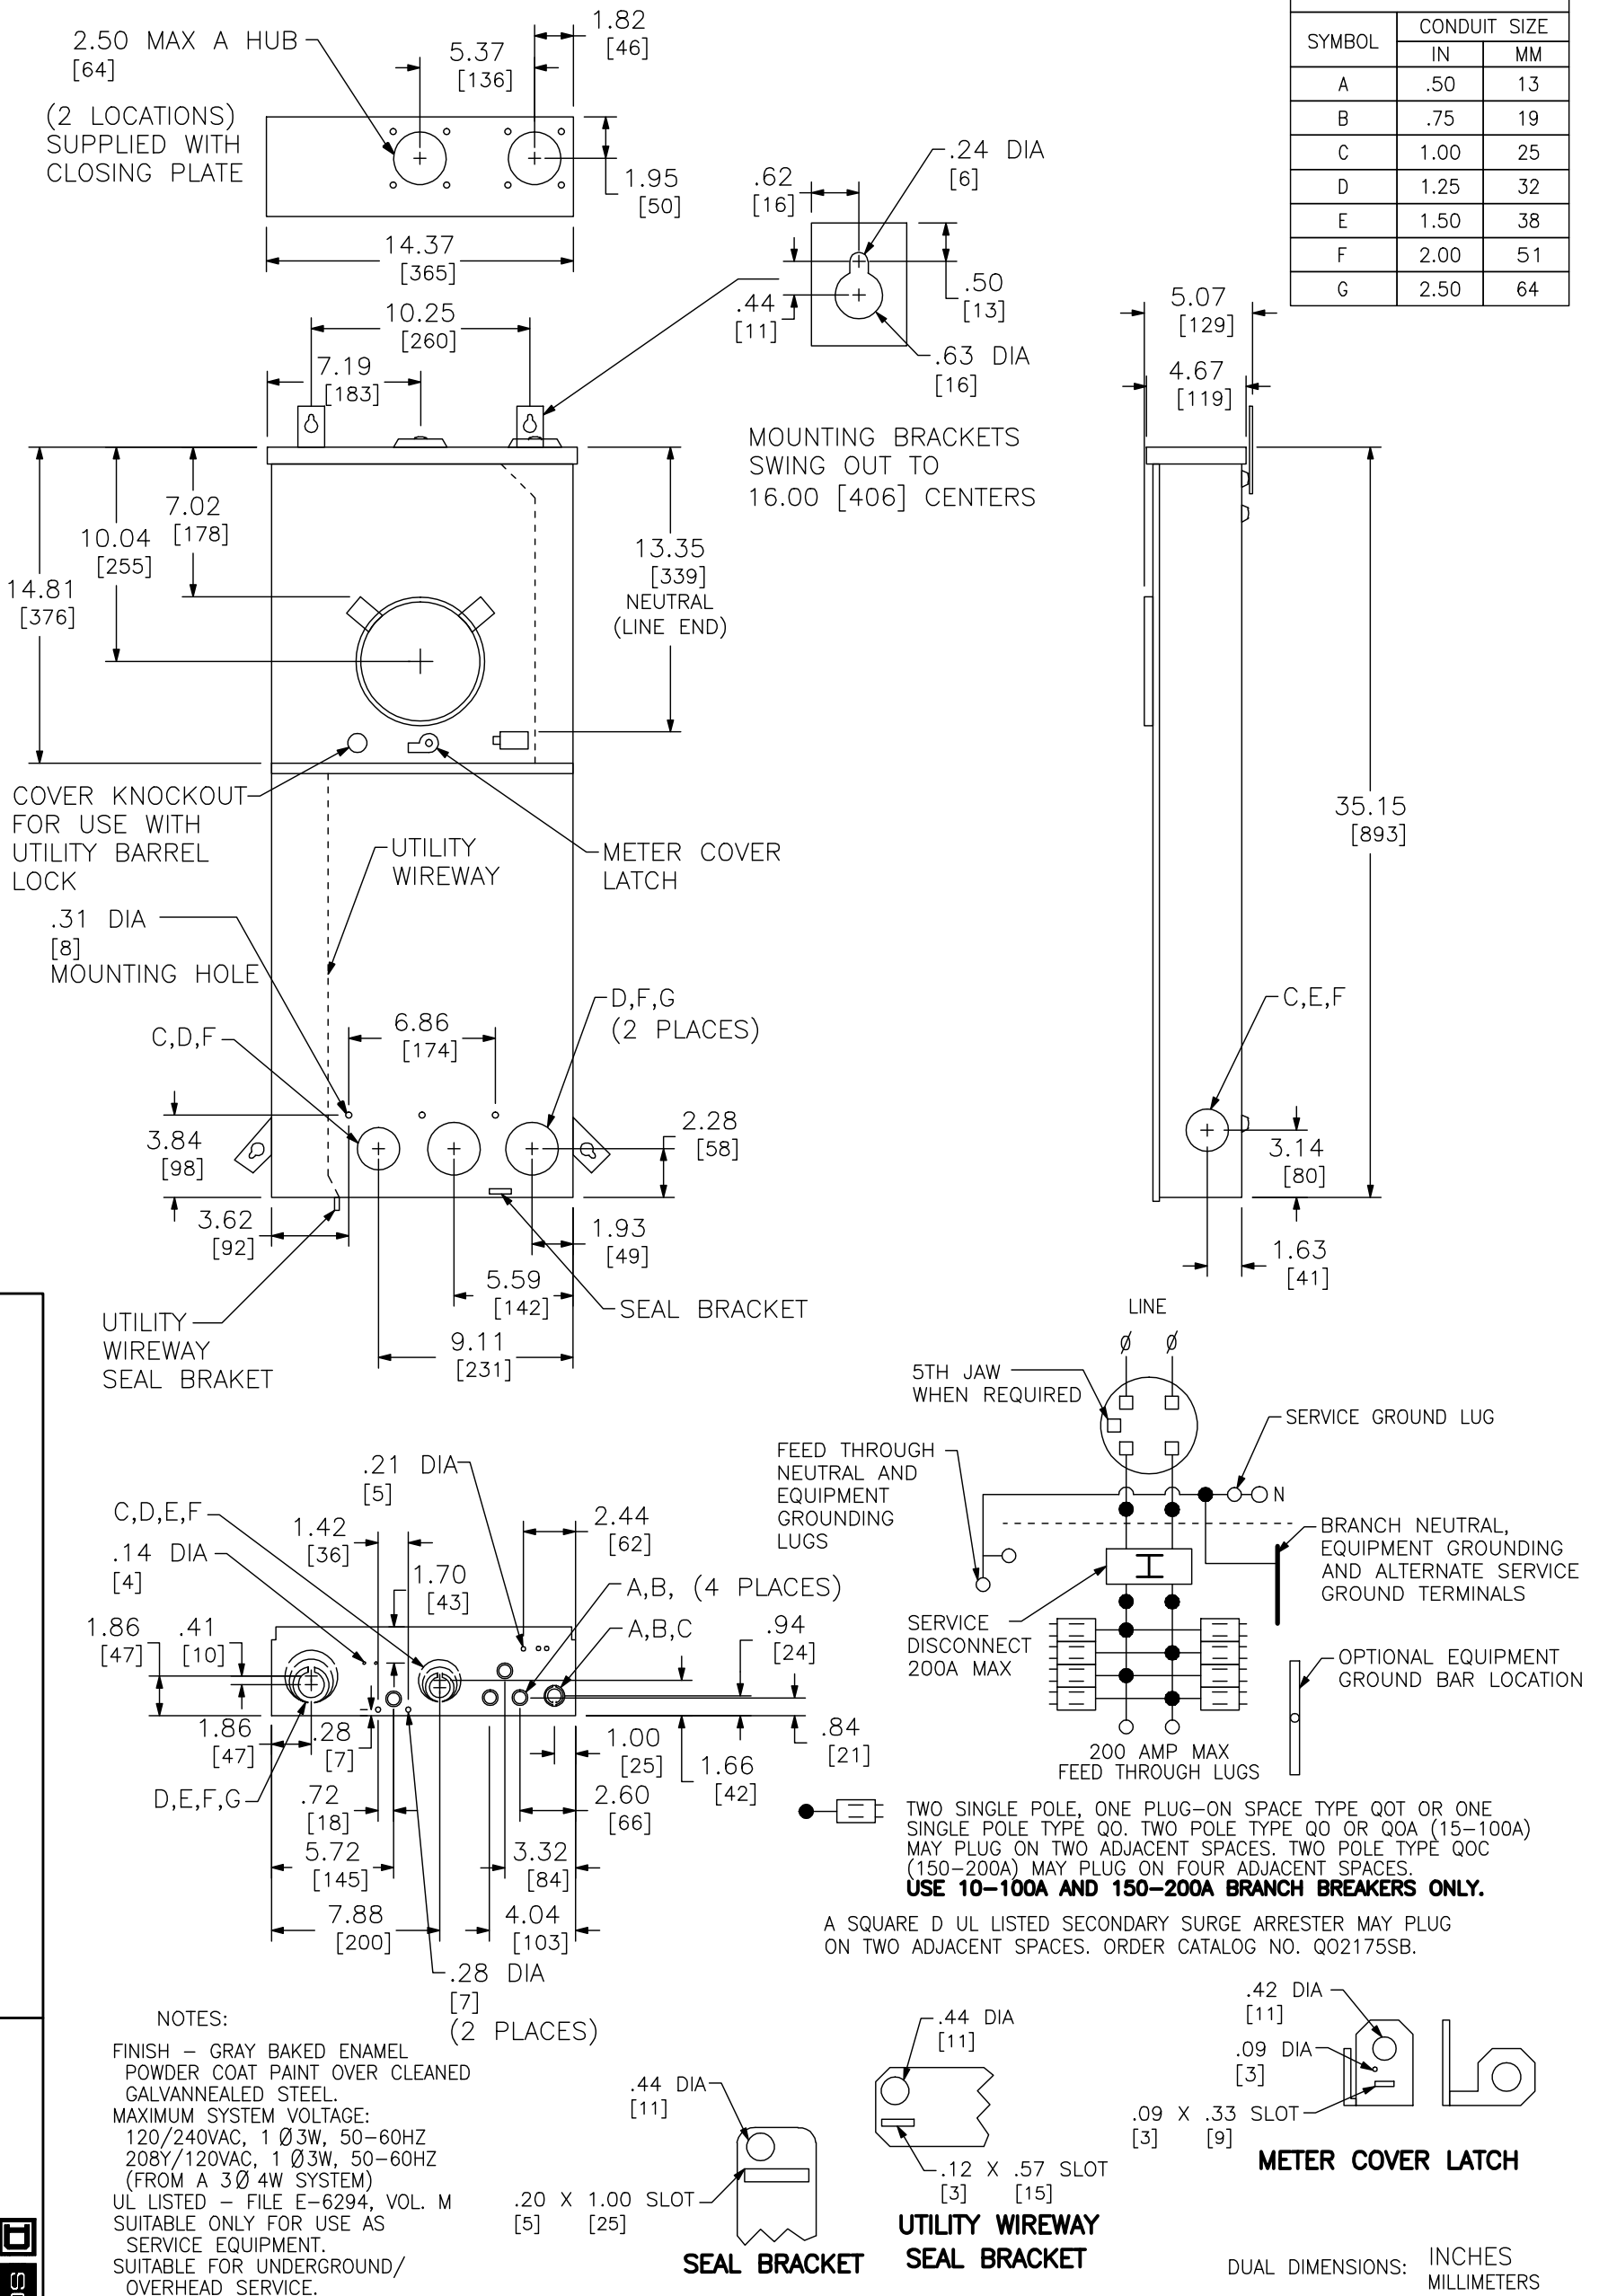 2.50 MAX A HUB
[64]
(2 LOCATIONS)
SUPPLIED WITH
CLOSING PLATE
5.37
[136]
1.82
[46]
1.95
[50]
14.37
[365]
SYMBOL
CONDUIT SIZE
IN MM
A .50 13
B .75 19
C 1.00 25
D 1.25 32
E 1.50 38
F 2.00 51
G 2.50 64
.62
[16]
.24 DIA
[6]
.44
[11]
.50
[13]
.63 DIA
[16]
MOUNTING BRACKETS
SWING OUT TO
16.00 [406] CENTERS
10.25
[260]
7.19
[183]
7.02
[178]
10.04
[255]
14.81
[376]
13.35
[339]
NEUTRAL
(LINE END)
5.07
[129]
4.67
[119]
35.15
[893]
COVER KNOCKOUT
FOR USE WITH
UTILITY BARREL
LOCK
UTILITY
WIREWAY
METER COVER
LATCH
.31 DIA
[8]
MOUNTING HOLE
C,D,F
6.86
[174]
D,F,G
(2 PLACES)
C,E,F
3.84
[98]
2.28
[58]
3.14
[80]
3.62
[92]
1.93
[49]
1.63
[41]
5.59
[142]
SEAL BRACKET
9.11
[231]
UTILITY
WIREWAY
SEAL BRAKET
LINE
Ø Ø
5TH JAW
WHEN REQUIRED
SERVICE GROUND LUG
FEED THROUGH
NEUTRAL AND
EQUIPMENT
GROUNDING
LUGS
N
BRANCH NEUTRAL,
EQUIPMENT GROUNDING
AND ALTERNATE SERVICE
GROUND TERMINALS
SERVICE
DISCONNECT
200A MAX
OPTIONAL EQUIPMENT
GROUND BAR LOCATION
200 AMP MAX
FEED THROUGH LUGS
.21 DIA
[5]
C,D,E,F
1.42
[36]
2.44
[62]
.14 DIA
[4]
1.70
[43]
A,B, (4 PLACES)
1.86
[47]
.41
[10]
A,B,C
.94
[24]
1.86
[47]
.28
[7]
1.00
[25]
.84
[21]
1.66
[42]
D,E,F,G
.72
[18]
2.60
[66]
5.72
[145]
3.32
[84]
7.88
[200]
4.04
[103]
.28 DIA
[7]
(2 PLACES)
TWO SINGLE POLE, ONE PLUG-ON SPACE TYPE QOT OR ONE
SINGLE POLE TYPE QO. TWO POLE TYPE QO OR QOA (15-100A)
MAY PLUG ON TWO ADJACENT SPACES. TWO POLE TYPE QOC
(150-200A) MAY PLUG ON FOUR ADJACENT SPACES.
USE 10-100A AND 150-200A BRANCH BREAKERS ONLY.
A SQUARE D UL LISTED SECONDARY SURGE ARRESTER MAY PLUG
ON TWO ADJACENT SPACES. ORDER CATALOG NO. QO2175SB.
NOTES:
FINISH - GRAY BAKED ENAMEL
POWDER COAT PAINT OVER CLEANED
GALVANNEALED STEEL.
MAXIMUM SYSTEM VOLTAGE:
120/240VAC, 1 Ø3W, 50-60HZ
208Y/120VAC, 1 Ø3W, 50-60HZ
(FROM A 3Ø 4W SYSTEM)
UL LISTED - FILE E-6294, VOL. M
SUITABLE ONLY FOR USE AS
SERVICE EQUIPMENT.
SUITABLE FOR UNDERGROUND/
OVERHEAD SERVICE.
.44 DIA
[11]
.20 X 1.00 SLOT
[5] [25]
SEAL BRACKET
.44 DIA
[11]
.12 X .57 SLOT
[3] [15]
UTILITY WIREWAY
SEAL BRACKET
.42 DIA
[11]
.09 DIA
[3]
.09 X .33 SLOT
[3] [9]
METER COVER LATCH
DUAL DIMENSIONS: INCHES
MILLIMETERS